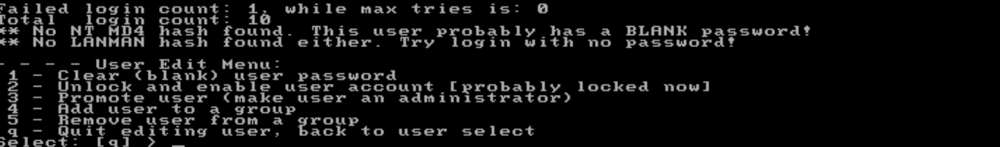 Failed login count: 1, while max tries is: 0
Total  login count: 10
** No NT MD4 hash found. This user probably has a BLANK password!
** No LANMAN hash found either. Try login with no password!
- - - - User Edit Menu:
1 - Clear (blank) user password
2 - Unlock and enable user account [probably locked now]
3 - Promote user (make user an administrator)
4 - Add user to a group
5 - Remove user from a group
q - Quit editing user, back to user select
Select: [q] > _